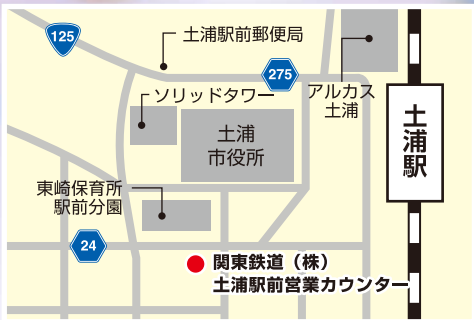 125
土浦駅前郵便局
275
ソリッドタワー
アルカス
土浦
土浦
市役所
土浦駅
東崎保育所
駅前分園
24
関東鉄道（株）
土浦駅前営業カウンター